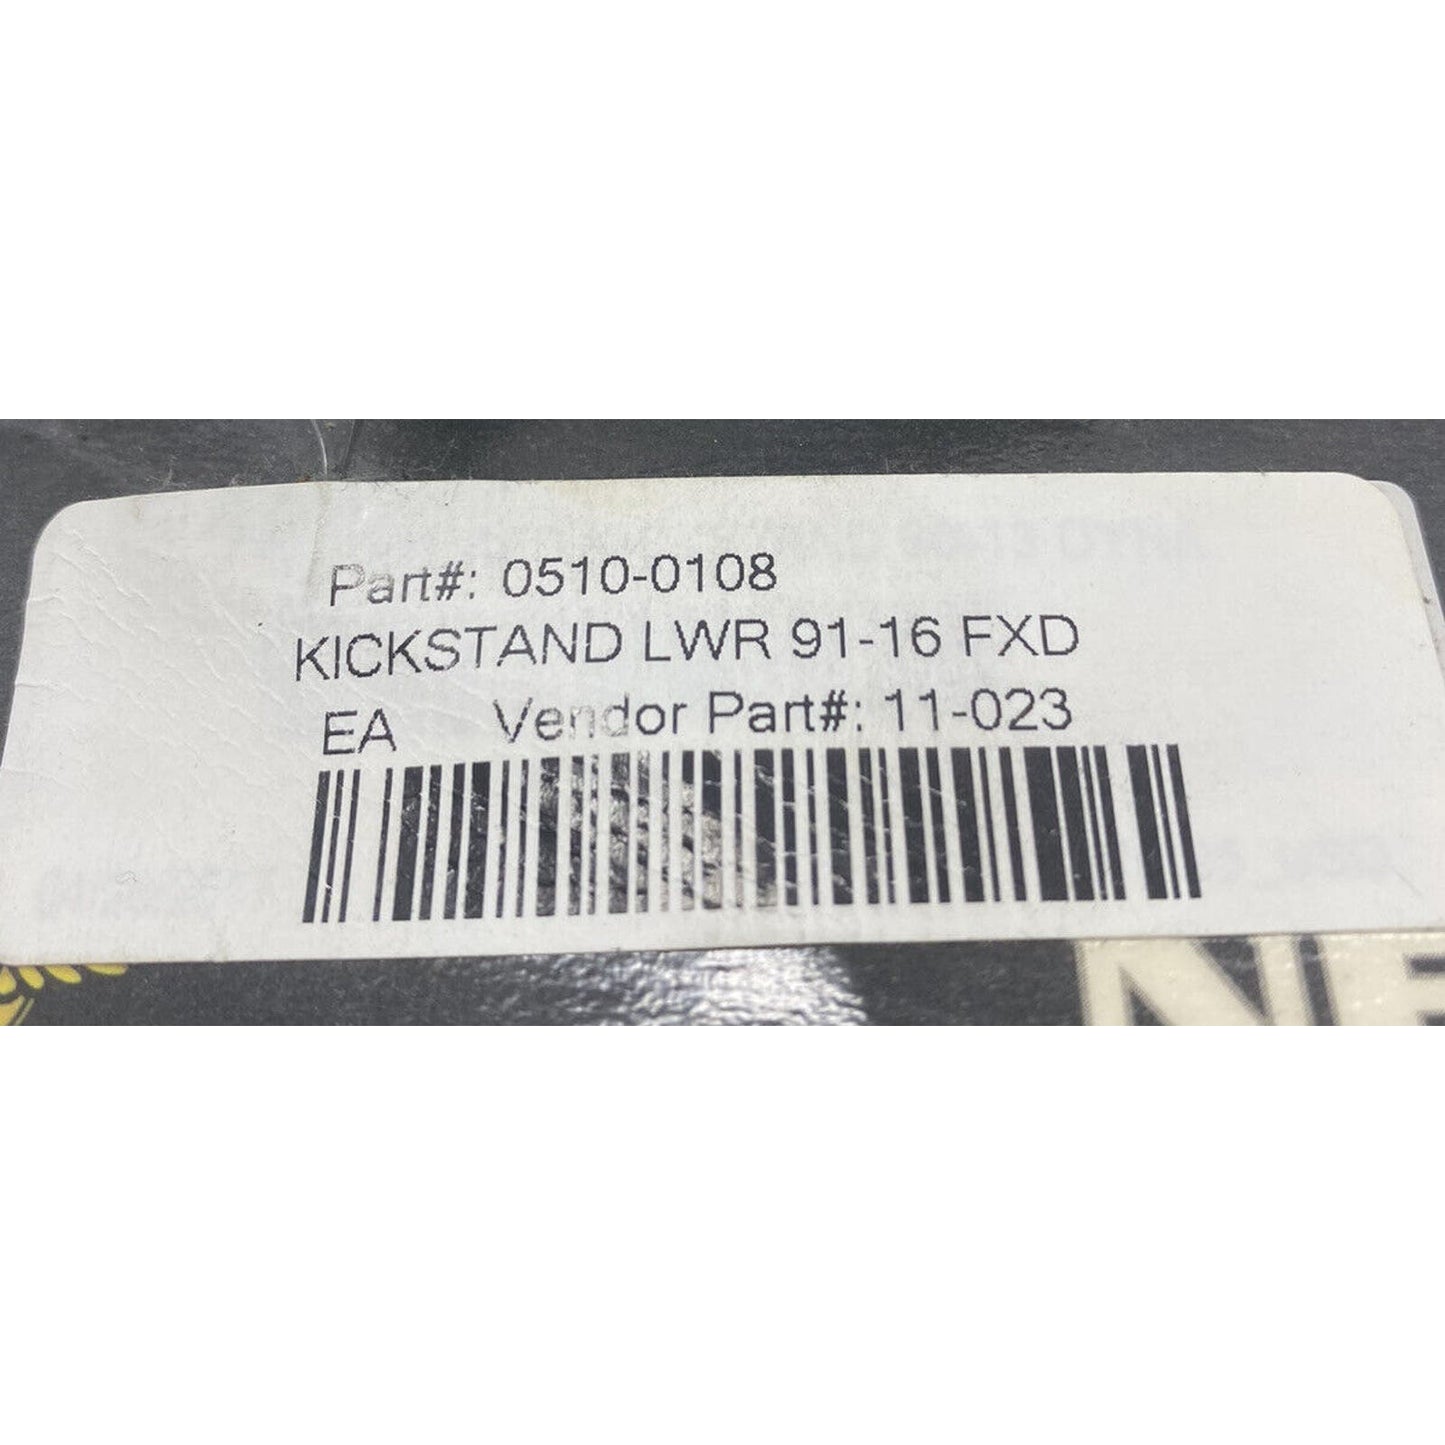 Part#: 0510-0108
KICKSTAND LWR 91-16 FXD
EA Vendor Part#: 11-023